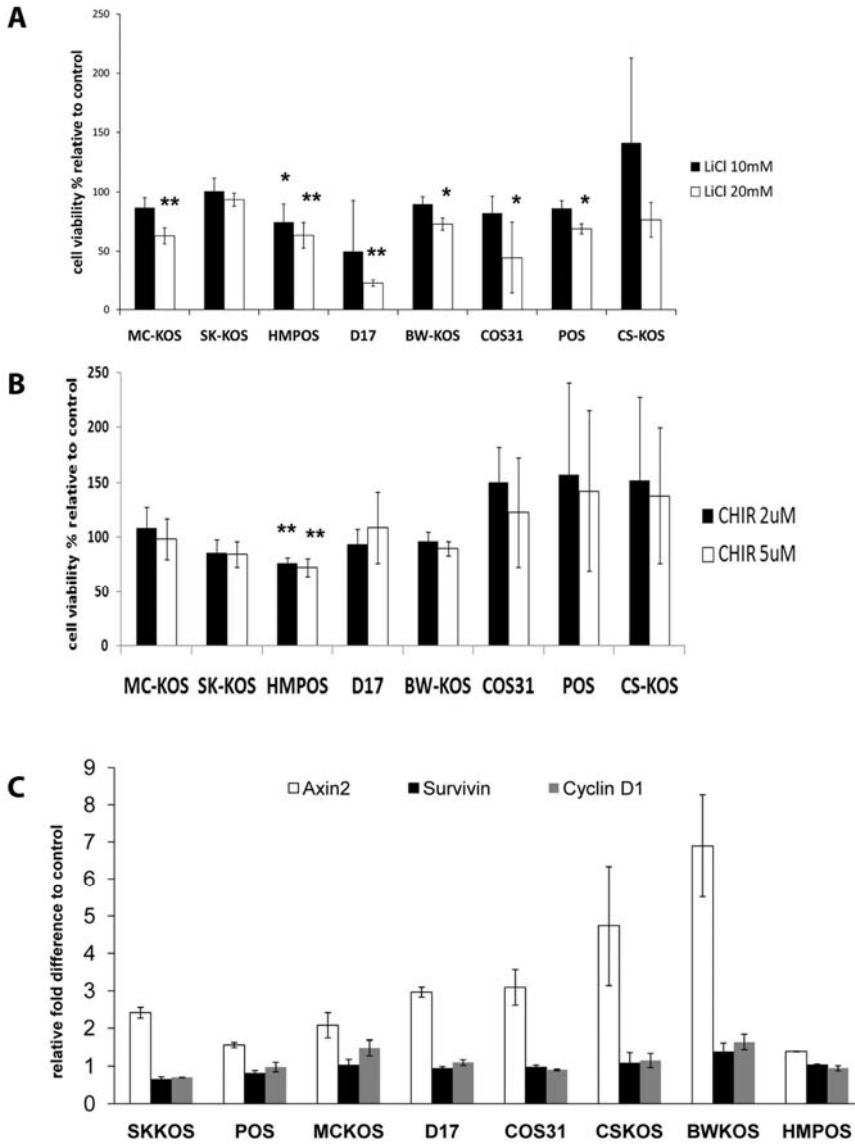 A
cell viability % relative to control
250
200
150
100
50
0
** * ** ** * * *
LiCl 10mM
LiCl 20mM
MC-KOS SK-KOS HMPOS D17 BW-KOS COS31 POS CS-KOS
B
cell viability % relative to control
250
200
150
100
50
0
** **
CHIR 2uM
CHIR 5uM
MC-KOS SK-KOS HMPOS D17 BW-KOS COS31 POS CS-KOS
C
relative fold difference to control
9
8
7
6
5
4
3
2
1
0
Axin2 Survivin Cyclin D1
SKKOS POS MCKOS D17 COS31 CSKOS BWKOS HMPOS